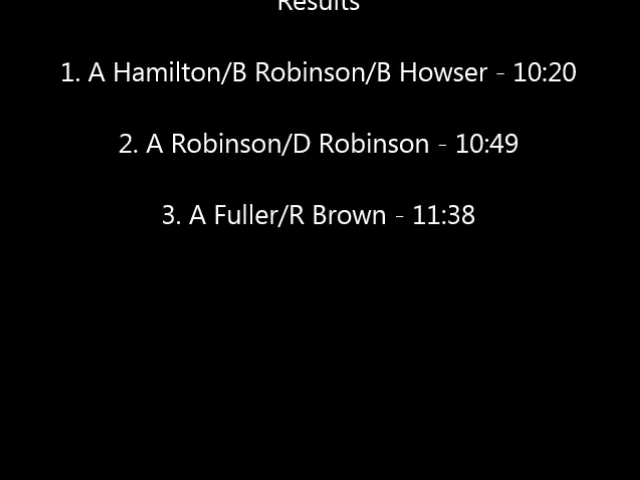 Results
1. A Hamilton/B Robinson/B Howser - 10:20
2. A Robinson/D Robinson - 10:49
3. A Fuller/R Brown - 11:38